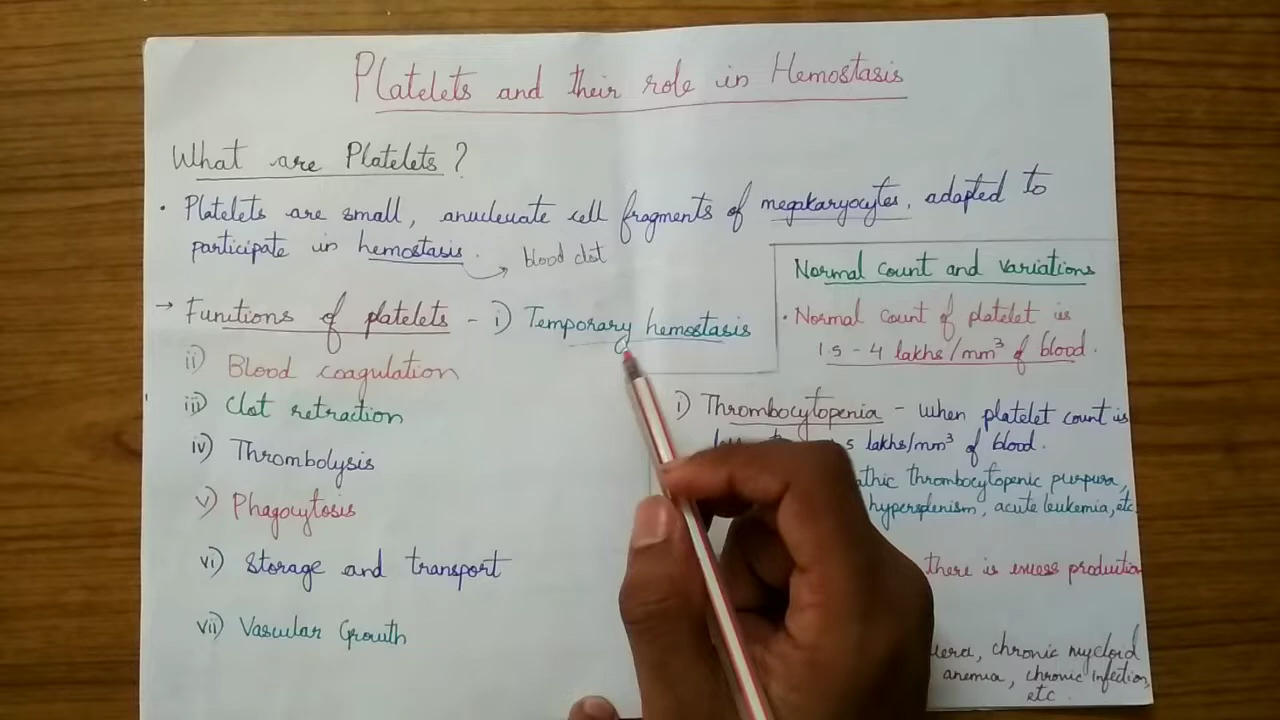 Platelets and their role in Hemostasis
What are Platelets?
• Platelets are small, anucleuate cell fragments of megakaryocytes, adapted to
participate in hemostasis.
blood clot
→ Functions of platelets - i) Temporary hemostasis
ii) Blood coagulation
iii) Clot retraction
iv) Thrombolysis
v) Phagocytosis
vi) Storage and transport
vii) Vascular Growth
Normal count and variations
• Normal count of platelet is
1.5 - 4 lakhs/mm³ of blood.
i) Thrombocytopenia - when platelet count is
lakhs/mm³ of blood.
thrombocytopenic purpura,
hypersplenism, acute leukemia, etc
there is excess production
chronic myeloid
anemia, chronic infection,
etc.